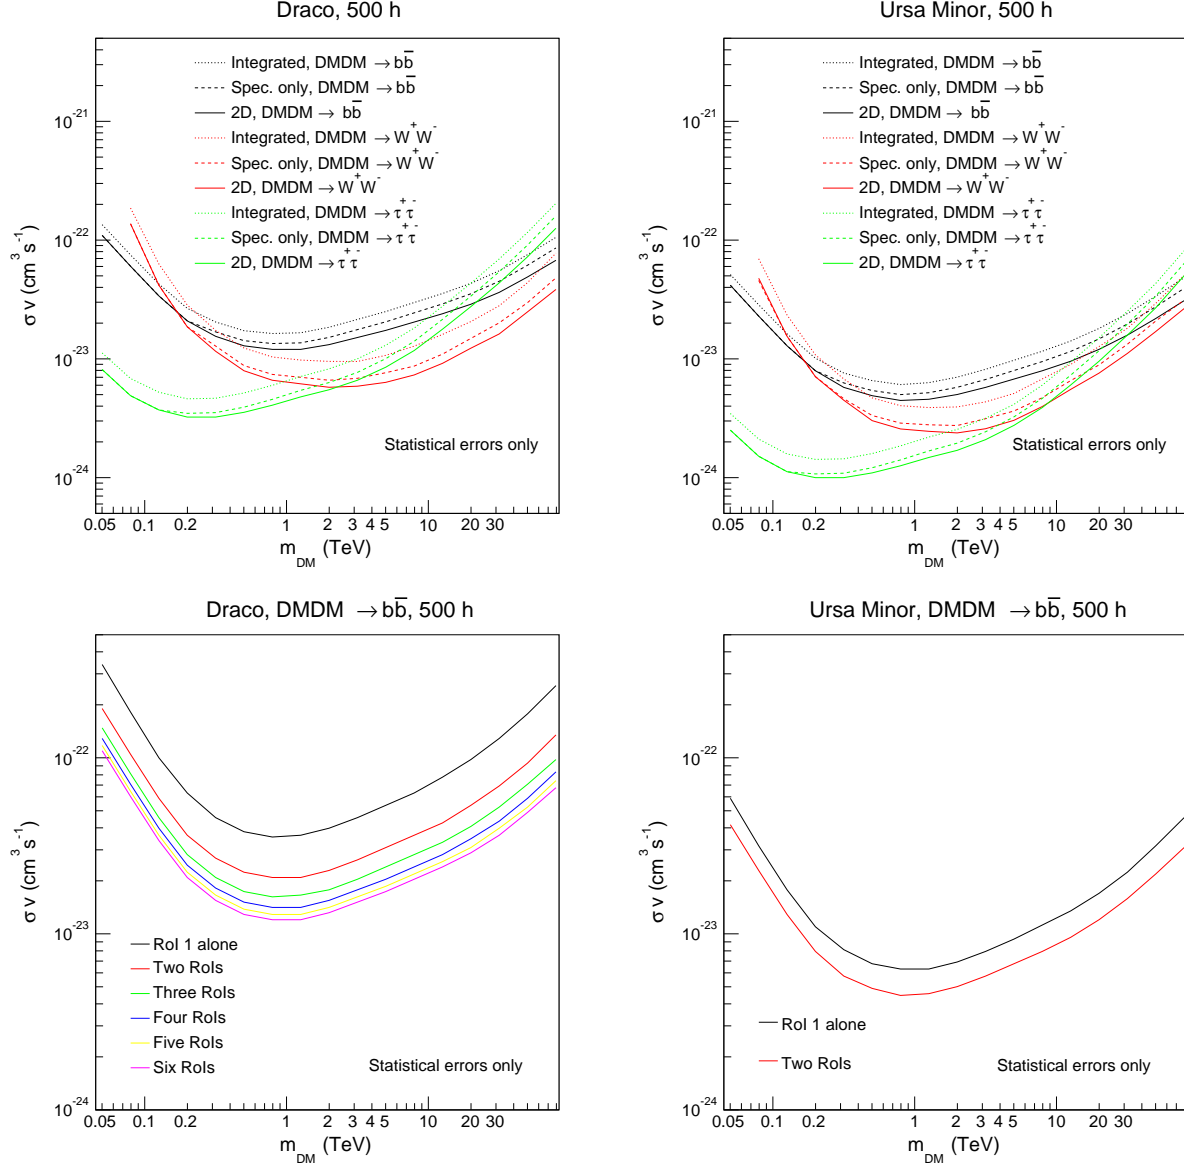 Draco, 500 h
Integrated, DMDM → bb̅
Spec. only, DMDM → bb̅
2D, DMDM → bb̅
Integrated, DMDM → W⁺W⁻
Spec. only, DMDM → W⁺W⁻
2D, DMDM → W⁺W⁻
Integrated, DMDM → τ⁺τ⁻
Spec. only, DMDM → τ⁺τ⁻
2D, DMDM → τ⁺τ⁻
Statistical errors only
σ v (cm³ s⁻¹)
10⁻²¹
10⁻²²
10⁻²³
10⁻²⁴
0.05 0.1 0.2 1 2 3 4 5 10 20 30
m_DM (TeV)
Ursa Minor, 500 h
Integrated, DMDM → bb̅
Spec. only, DMDM → bb̅
2D, DMDM → bb̅
Integrated, DMDM → W⁺W⁻
Spec. only, DMDM → W⁺W⁻
2D, DMDM → W⁺W⁻
Integrated, DMDM → τ⁺τ⁻
Spec. only, DMDM → τ⁺τ⁻
2D, DMDM → τ⁺τ⁻
Statistical errors only
σ v (cm³ s⁻¹)
10⁻²¹
10⁻²²
10⁻²³
10⁻²⁴
0.05 0.1 0.2 1 2 3 4 5 10 20 30
m_DM (TeV)
Draco, DMDM → bb̅, 500 h
σ v (cm³ s⁻¹)
10⁻²²
10⁻²³
10⁻²⁴
RoI 1 alone
Two RoIs
Three RoIs
Four RoIs
Five RoIs
Six RoIs
Statistical errors only
0.05 0.1 0.2 1 2 3 4 5 10 20 30
m_DM (TeV)
Ursa Minor, DMDM → bb̅, 500 h
σ v (cm³ s⁻¹)
10⁻²²
10⁻²³
10⁻²⁴
RoI 1 alone
Two RoIs
Statistical errors only
0.05 0.1 0.2 1 2 3 4 5 10 20 30
m_DM (TeV)